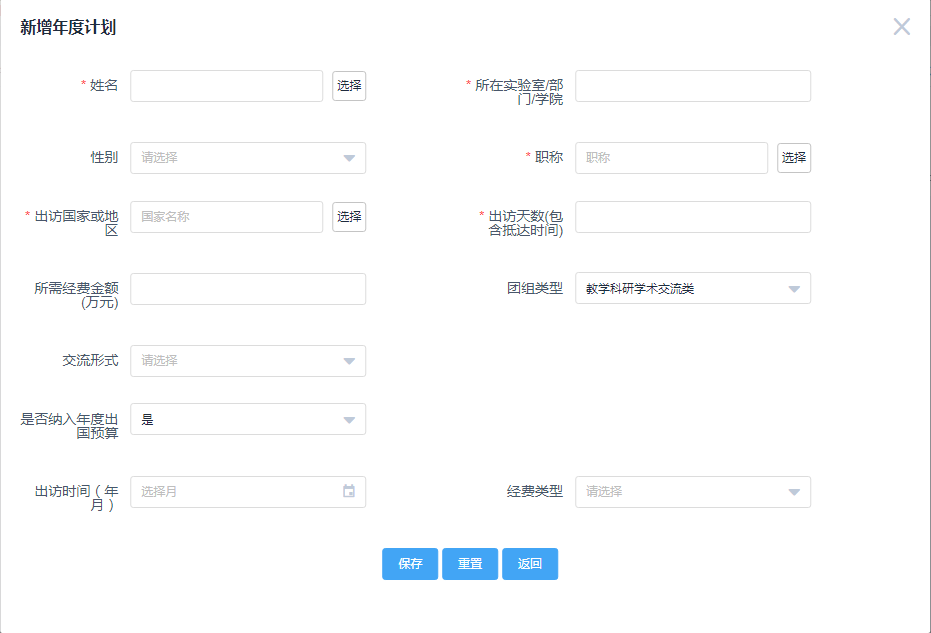 新增年度计划
* 姓名
选择
* 所在实验室/部
门/学院
性别
请选择
* 职称
职称
选择
* 出访国家或地
区
国家名称
选择
* 出访天数(包
含抵达时间)
所需经费金额
(万元)
团组类型
教学科研学术交流类
交流形式
请选择
是否纳入年度出
国预算
是
出访时间（年
月）
选择月
经费类型
请选择
保存
重置
返回